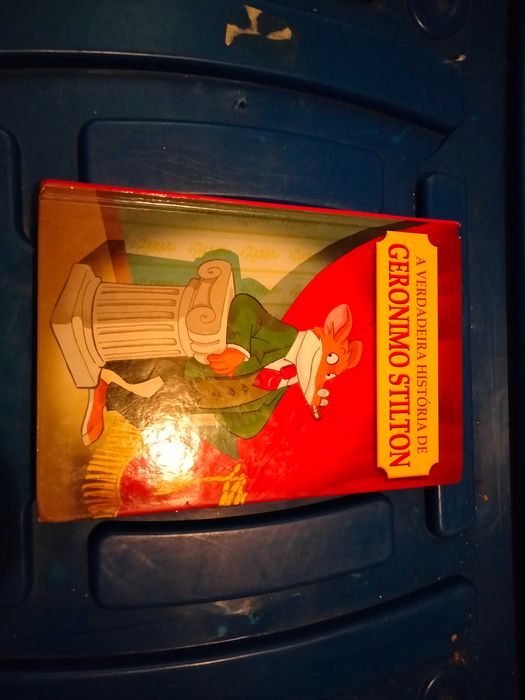 A VERDADEIRA HISTÓRIA DE
GERONIMO STILTON